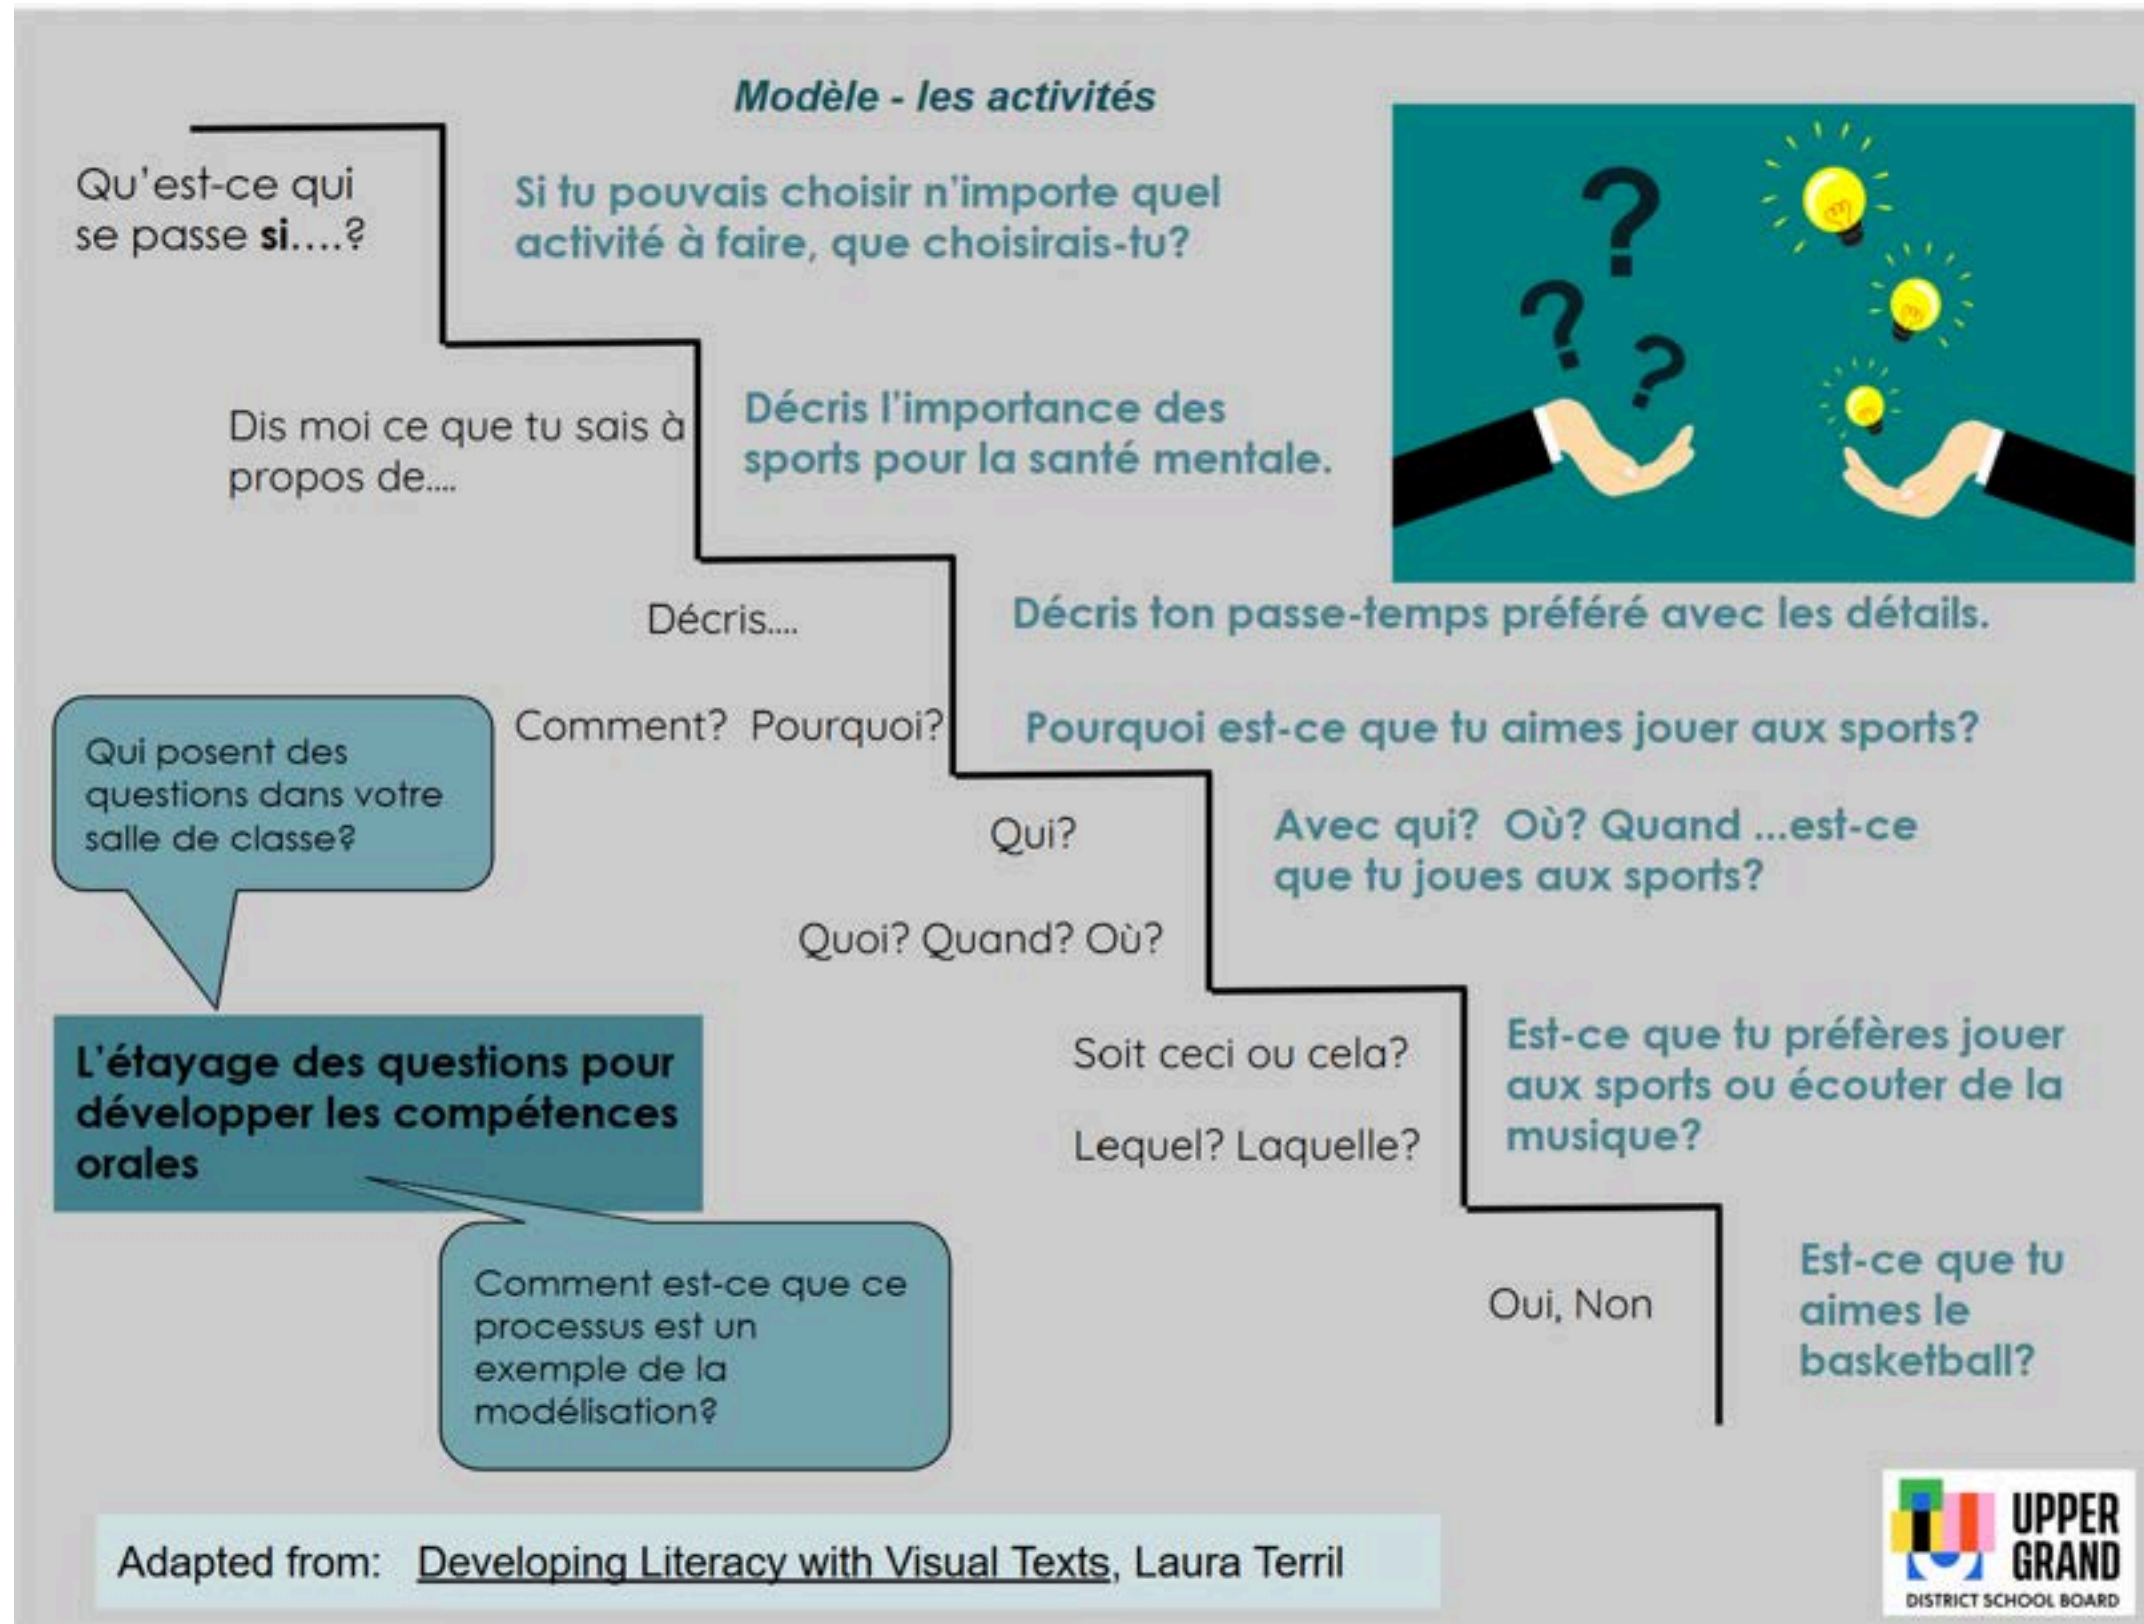 Modèle - les activités
Qu'est-ce qui
se passe si....?
Si tu pouvais choisir n'importe quel
activité à faire, que choisirais-tu?
Dis moi ce que tu sais à
propos de....
Décris l'importance des
sports pour la santé mentale.
Décris....
Décris ton passe-temps préféré avec les détails.
Comment? Pourquoi?
Pourquoi est-ce que tu aimes jouer aux sports?
Qui posent des
questions dans votre
salle de classe?
Qui?
Quoi? Quand? Où?
Avec qui? Où? Quand ...est-ce
que tu joues aux sports?
L'étayage des questions pour
développer les compétences
orales
Soit ceci ou cela?
Lequel? Laquelle?
Est-ce que tu préfères jouer
aux sports ou écouter de la
musique?
Comment est-ce que ce
processus est un
exemple de la
modélisation?
Oui, Non
Est-ce que tu
aimes le
basketball?
Adapted from: Developing Literacy with Visual Texts, Laura Terril
UPPER
GRAND
DISTRICT SCHOOL BOARD